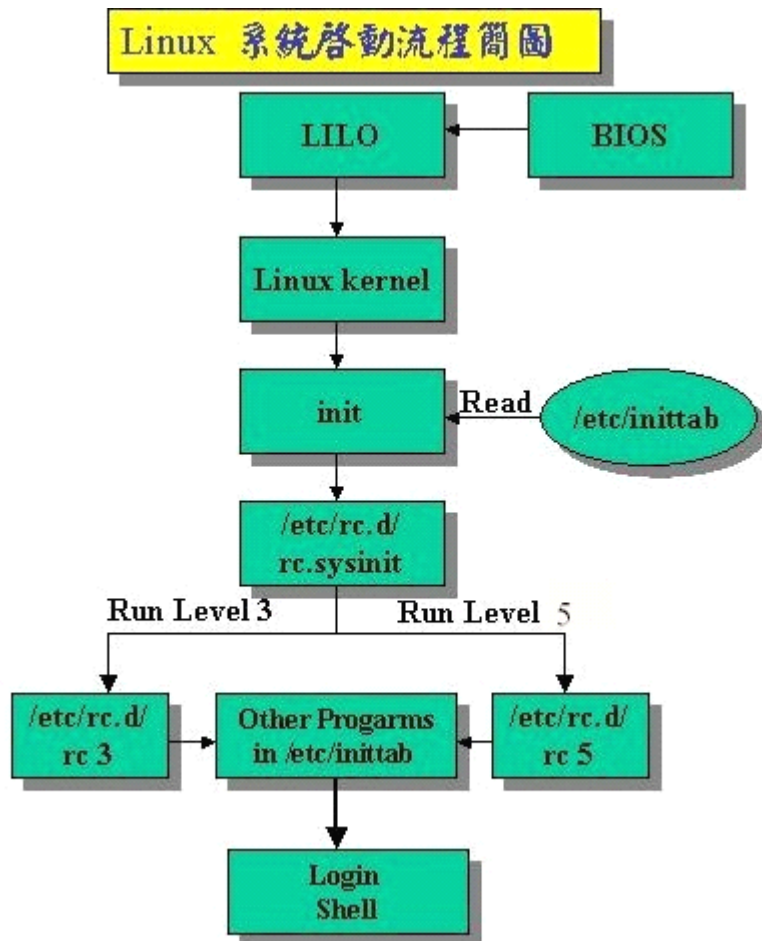 Linux 系統啓動流程簡圖
LILO
BIOS
Linux kernel
init
Read
/etc/inittab
/etc/rc.d/
rc.sysinit
Run Level 3
Run Level 5
/etc/rc.d/
rc 3
Other Progarms
in /etc/inittab
/etc/rc.d/
rc 5
Login
Shell